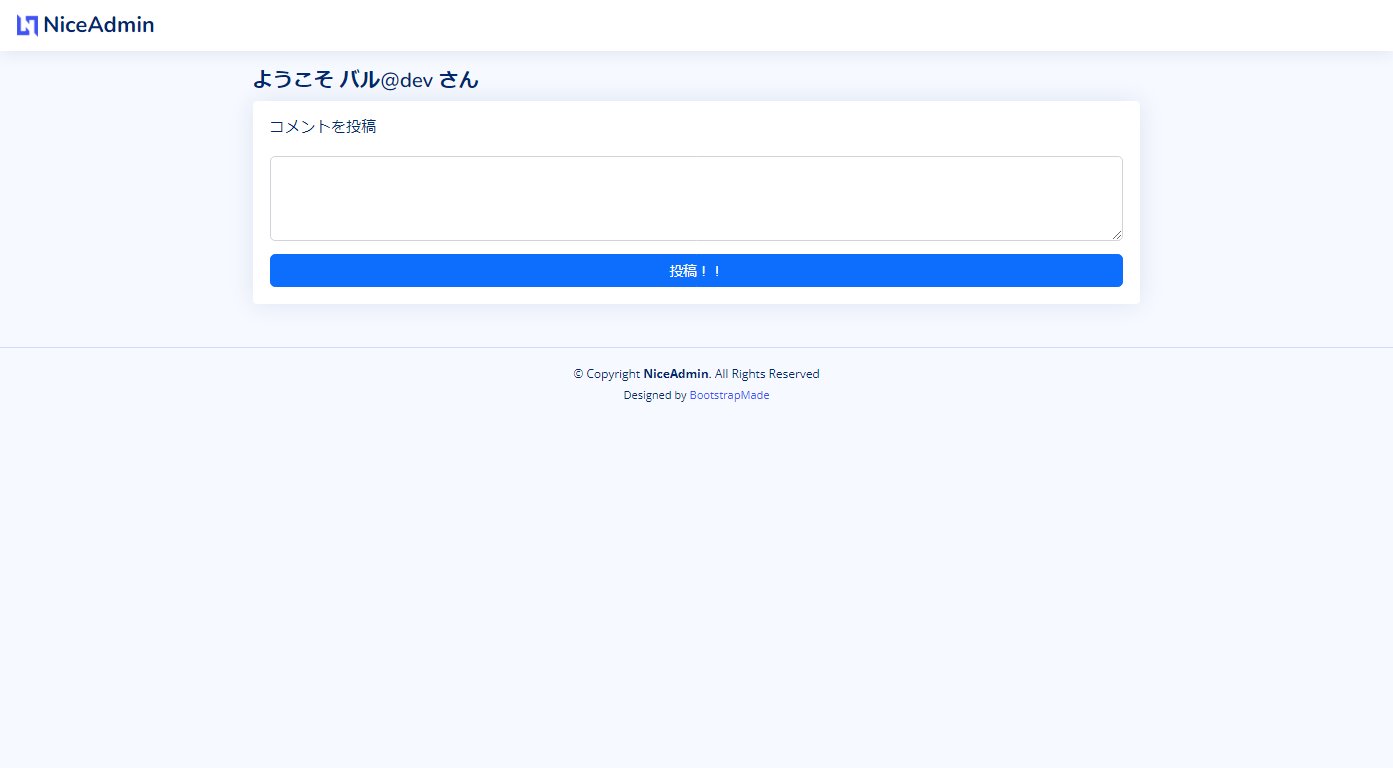 NiceAdmin
ようこそ バル@dev さん
コメントを投稿
投稿！！
© Copyright NiceAdmin. All Rights Reserved
Designed by BootstrapMade